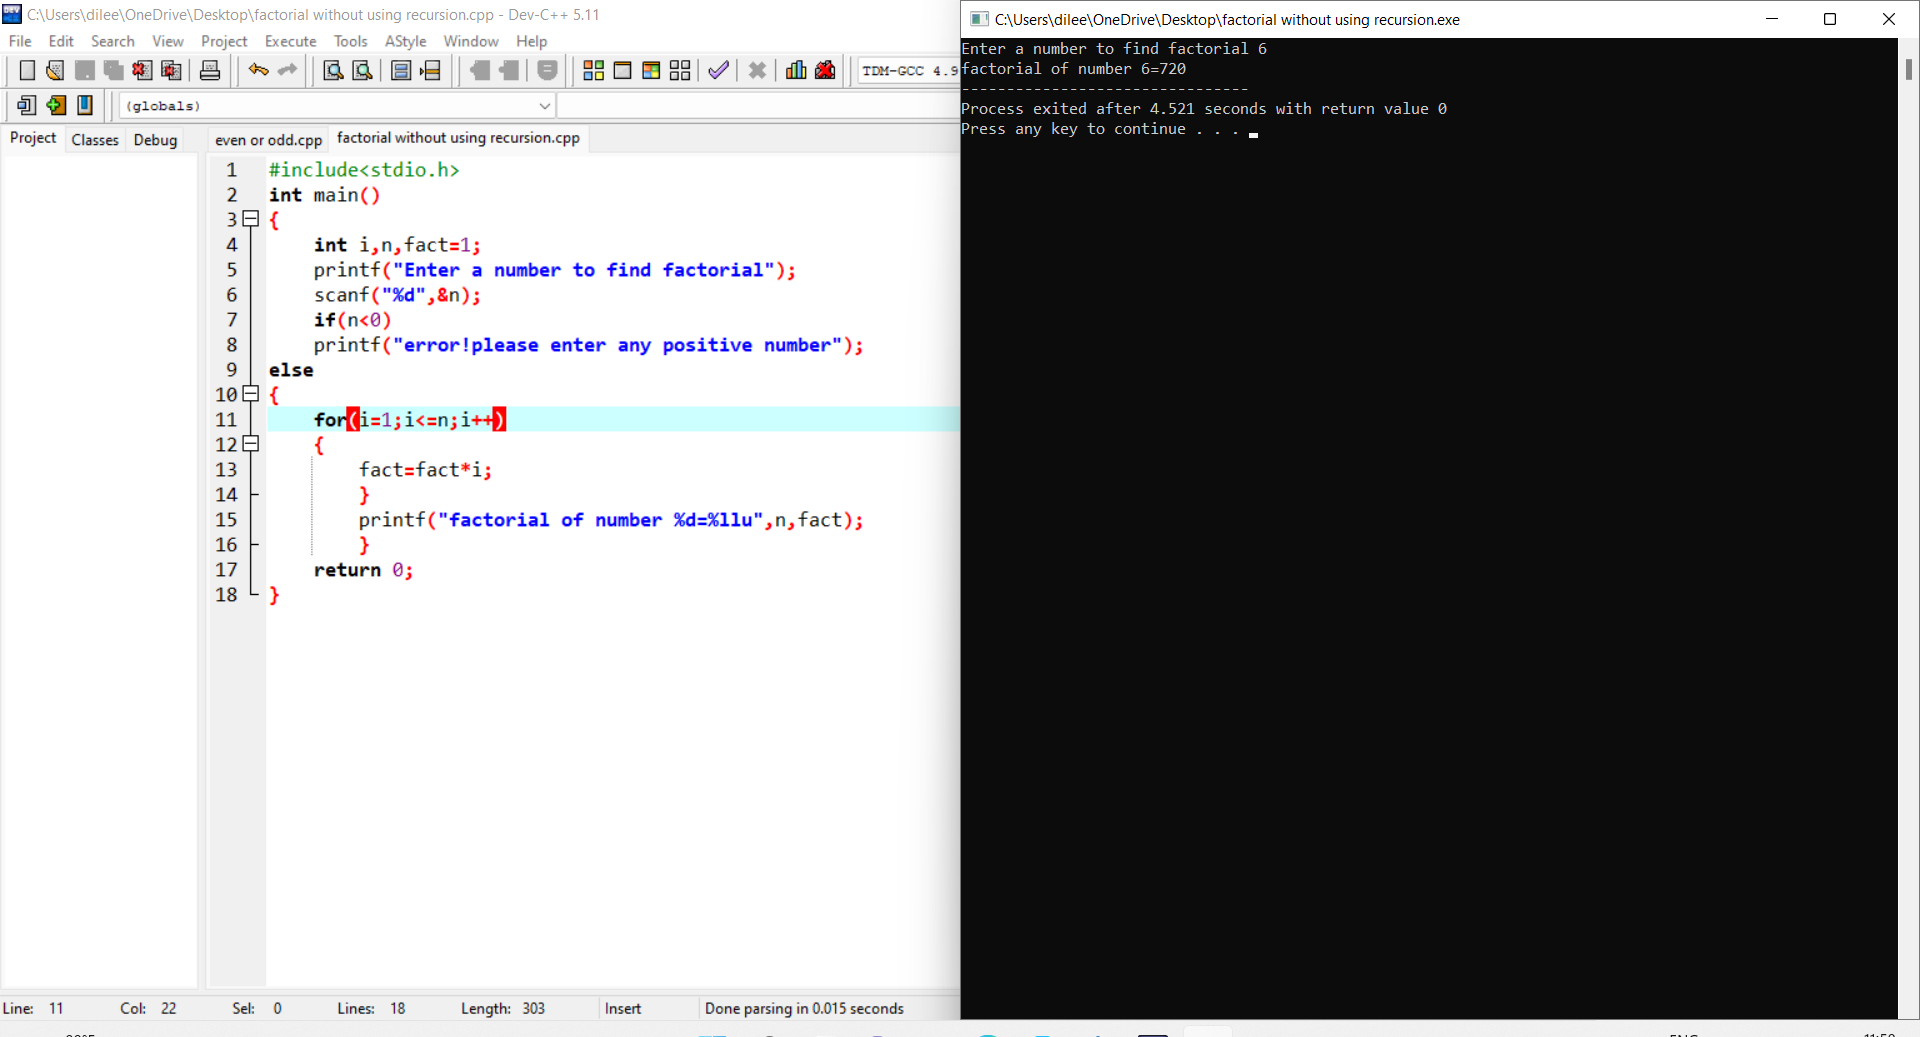 C:\Users\dilee\OneDrive\Desktop\factorial without using recursion.cpp - Dev-C++ 5.11
File Edit Search View Project Execute Tools AStyle Window Help
TDM-GCC 4.9
(globals)
Project Classes Debug
even or odd.cpp factorial without using recursion.cpp
1 #include<stdio.h>
2 int main()
3 {
4 int i,n,fact=1;
5 printf("Enter a number to find factorial");
6 scanf("%d",&n);
7 if(n<0)
8 printf("error!please enter any positive number");
9 else
10 {
11 for(i=1;i<=n;i++)
12 {
13 fact=fact*i;
14 }
15 printf("factorial of number %d=%llu",n,fact);
16 }
17 return 0;
18 }
Line: 11 Col: 22 Sel: 0 Lines: 18 Length: 303 Insert Done parsing in 0.015 seconds
C:\Users\dilee\OneDrive\Desktop\factorial without using recursion.exe
Enter a number to find factorial 6
factorial of number 6=720
--------------------------------
Process exited after 4.521 seconds with return value 0
Press any key to continue . . .